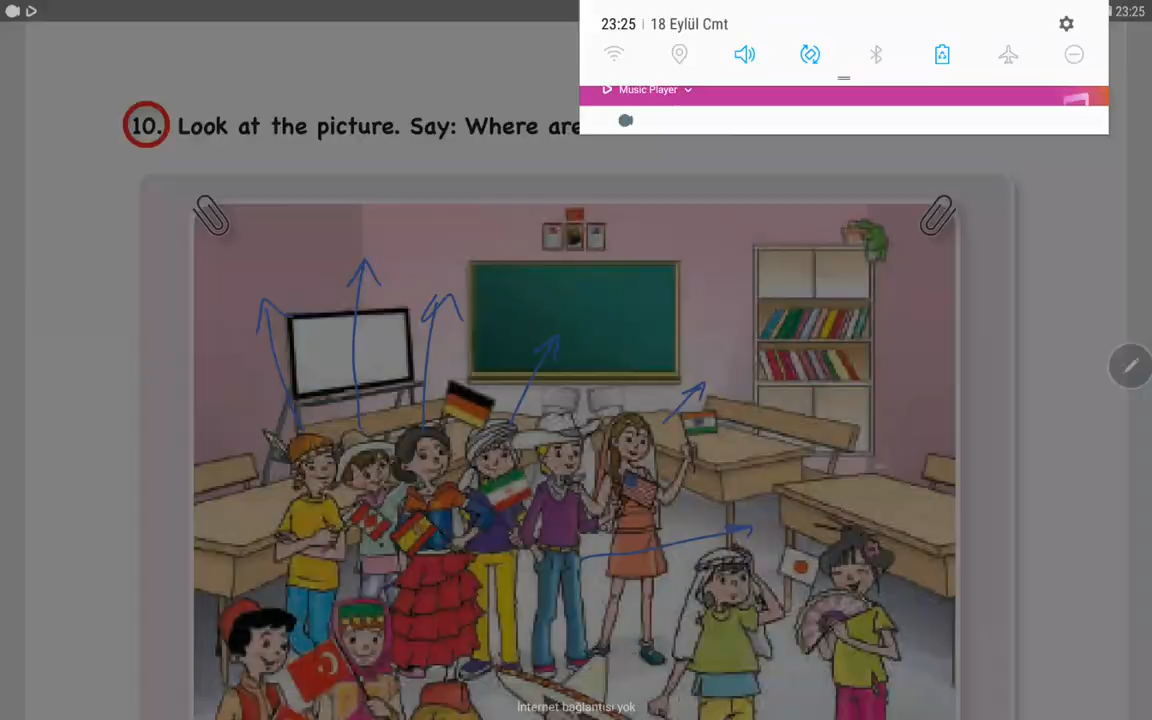 23:25
23:25 | 18 Eylül Cmt
Music Player
10. Look at the picture. Say: Where are
İnternet bağlantısı yok